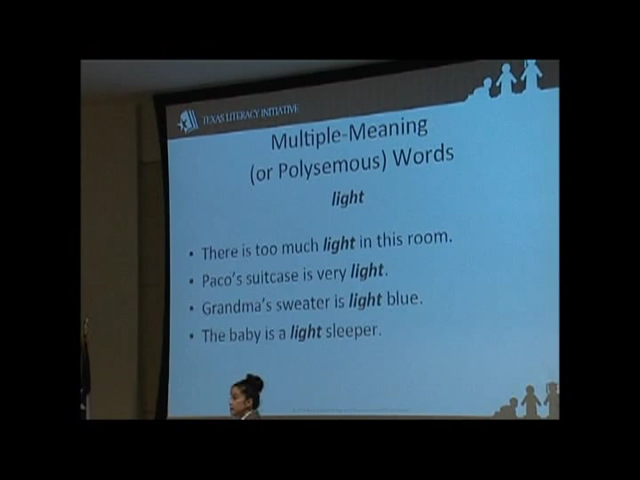 TEXAS LITERACY INITIATIVE
Multiple-Meaning
(or Polysemous) Words
light
• There is too much light in this room.
• Paco's suitcase is very light.
• Grandma's sweater is light blue.
• The baby is a light sleeper.